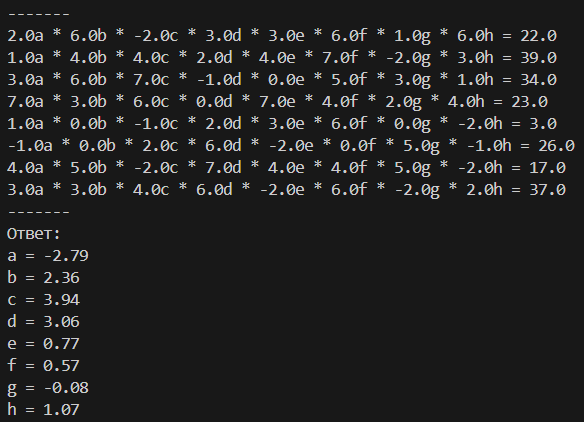 -------
2.0a * 6.0b * -2.0c * 3.0d * 3.0e * 6.0f * 1.0g * 6.0h = 22.0
1.0a * 4.0b * 4.0c * 2.0d * 4.0e * 7.0f * -2.0g * 3.0h = 39.0
3.0a * 6.0b * 7.0c * -1.0d * 0.0e * 5.0f * 3.0g * 1.0h = 34.0
7.0a * 3.0b * 6.0c * 0.0d * 7.0e * 4.0f * 2.0g * 4.0h = 23.0
1.0a * 0.0b * -1.0c * 2.0d * 3.0e * 6.0f * 0.0g * -2.0h = 3.0
-1.0a * 0.0b * 2.0c * 6.0d * -2.0e * 0.0f * 5.0g * -1.0h = 26.0
4.0a * 5.0b * -2.0c * 7.0d * 4.0e * 4.0f * 5.0g * -2.0h = 17.0
3.0a * 3.0b * 4.0c * 6.0d * -2.0e * 6.0f * -2.0g * 2.0h = 37.0
-------
Ответ:
a = -2.79
b = 2.36
c = 3.94
d = 3.06
e = 0.77
f = 0.57
g = -0.08
h = 1.07